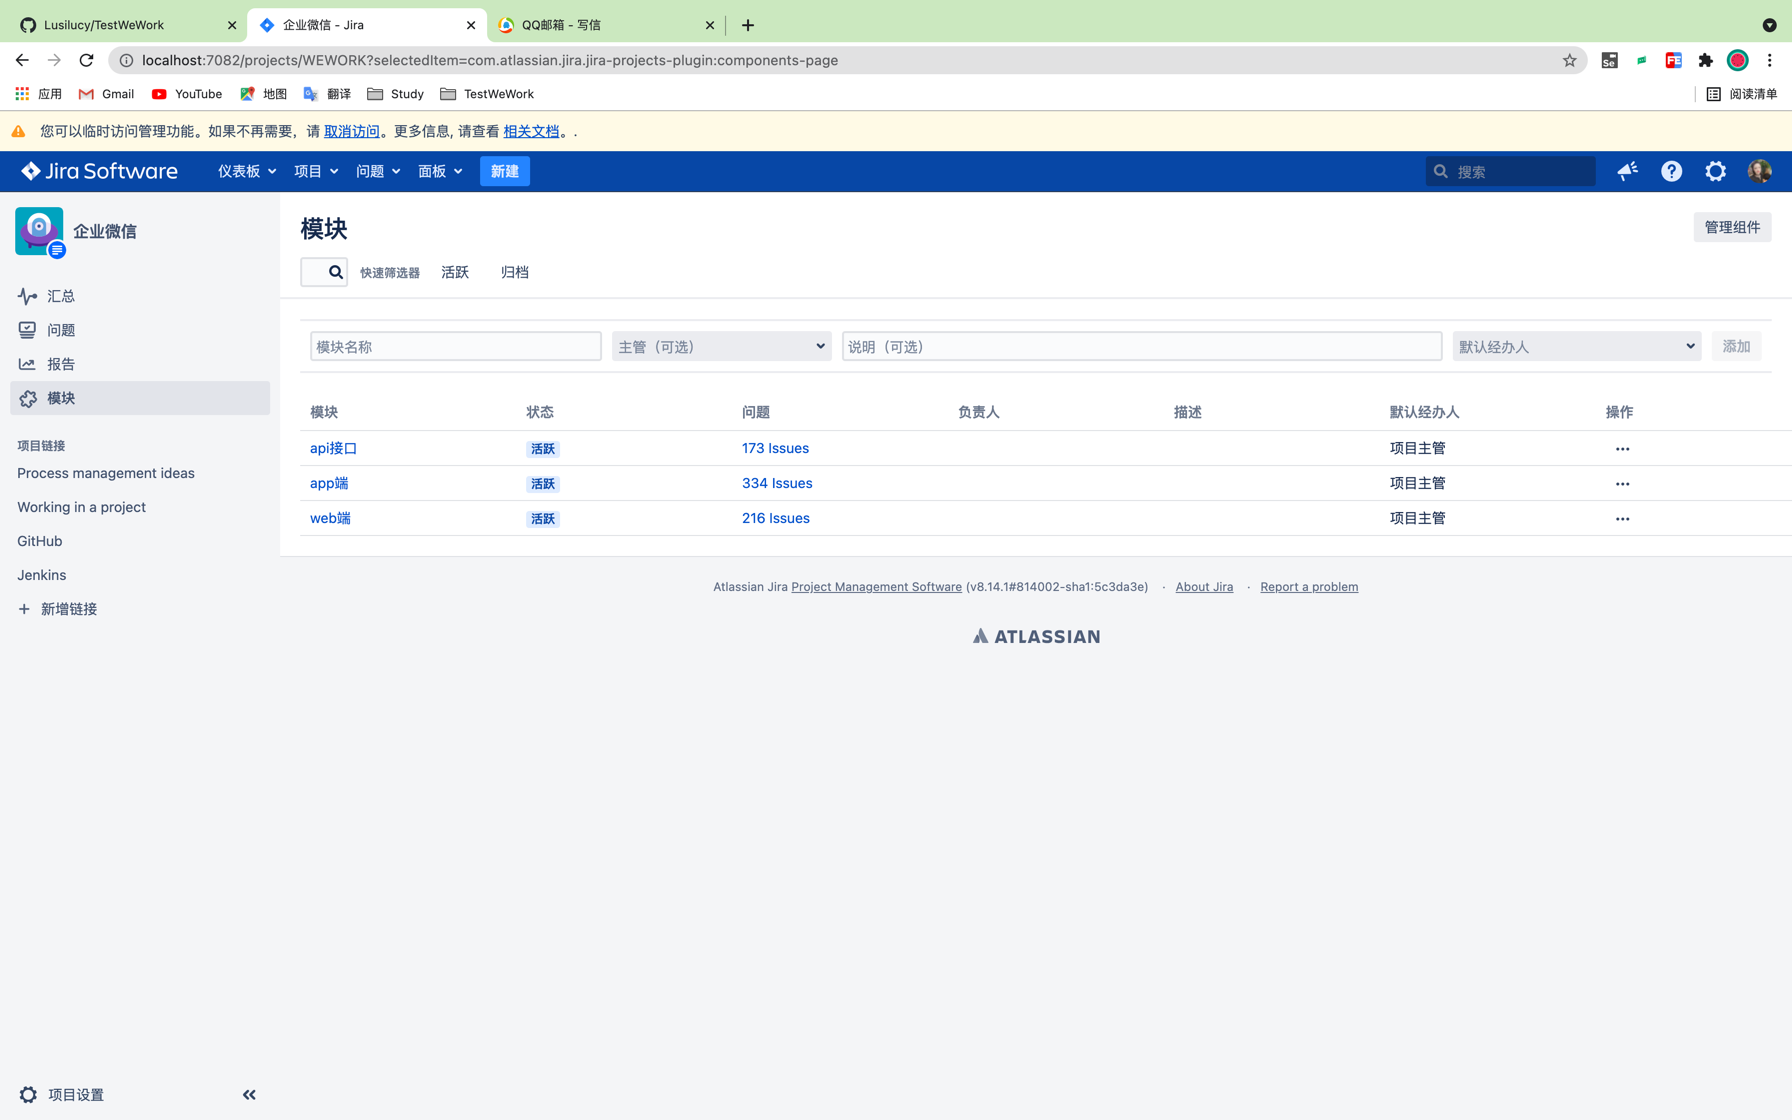 Lusilucy/TestWeWork
企业微信 - Jira
QQ邮箱 - 写信
localhost:7082/projects/WEWORK?selectedItem=com.atlassian.jira.jira-projects-plugin:components-page
Se
FE
应用
Gmail
YouTube
地图
翻译
Study
TestWeWork
阅读清单
您可以临时访问管理功能。如果不再需要，请 取消访问。更多信息, 请查看 相关文档。.
Jira Software
仪表板
项目
问题
面板
新建
搜索
企业微信
汇总
问题
报告
模块
项目链接
Process management ideas
Working in a project
GitHub
Jenkins
新增链接
项目设置
模块
管理组件
快速筛选器 活跃 归档
模块名称 主管（可选） 说明（可选） 默认经办人 添加
模块 状态 问题 负责人 描述 默认经办人 操作
api接口 活跃 173 Issues 项目主管
app端 活跃 334 Issues 项目主管
web端 活跃 216 Issues 项目主管
Atlassian Jira Project Management Software (v8.14.1#814002-sha1:5c3da3e) · About Jira · Report a problem
ATLASSIAN